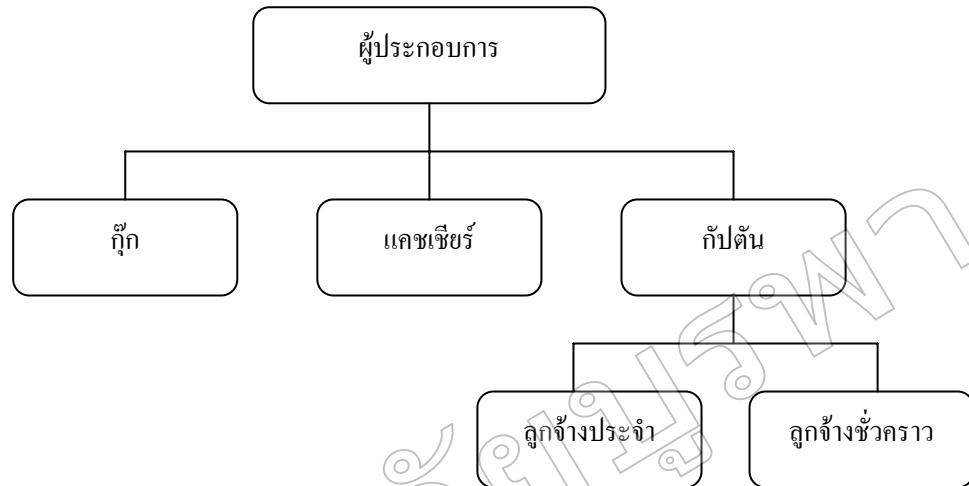 ผู้ประกอบการ
กุ๊ก
แคชเชียร์
กัปตัน
ลูกจ้างประจำ
ลูกจ้างชั่วคราว